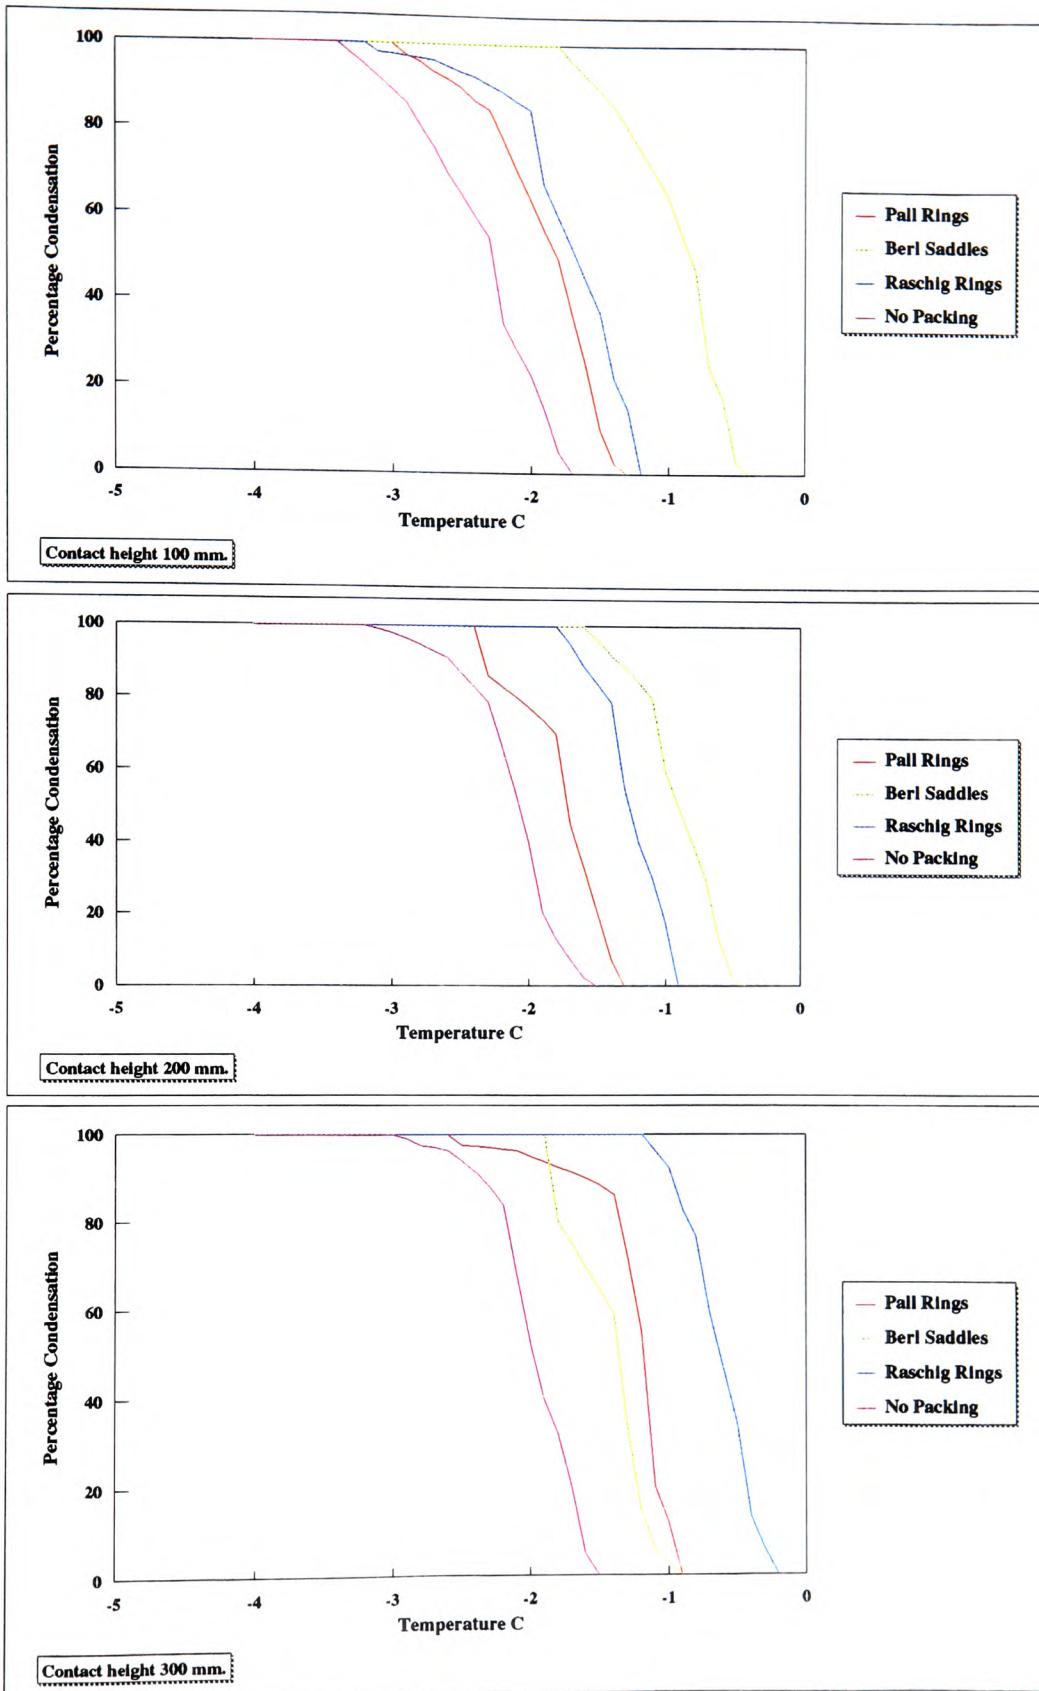 100
80
60
40
20
0
Percentage Condensation
-5
-4
-3
-2
-1
0
Temperature C
Pall Rings
Berl Saddles
Raschig Rings
No Packing
Contact height 100 mm.
100
80
60
40
20
0
Percentage Condensation
-5
-4
-3
-2
-1
0
Temperature C
Pall Rings
Berl Saddles
Raschig Rings
No Packing
Contact height 200 mm.
100
80
60
40
20
0
Percentage Condensation
-5
-4
-3
-2
-1
0
Temperature C
Pall Rings
Berl Saddles
Raschig Rings
No Packing
Contact height 300 mm.